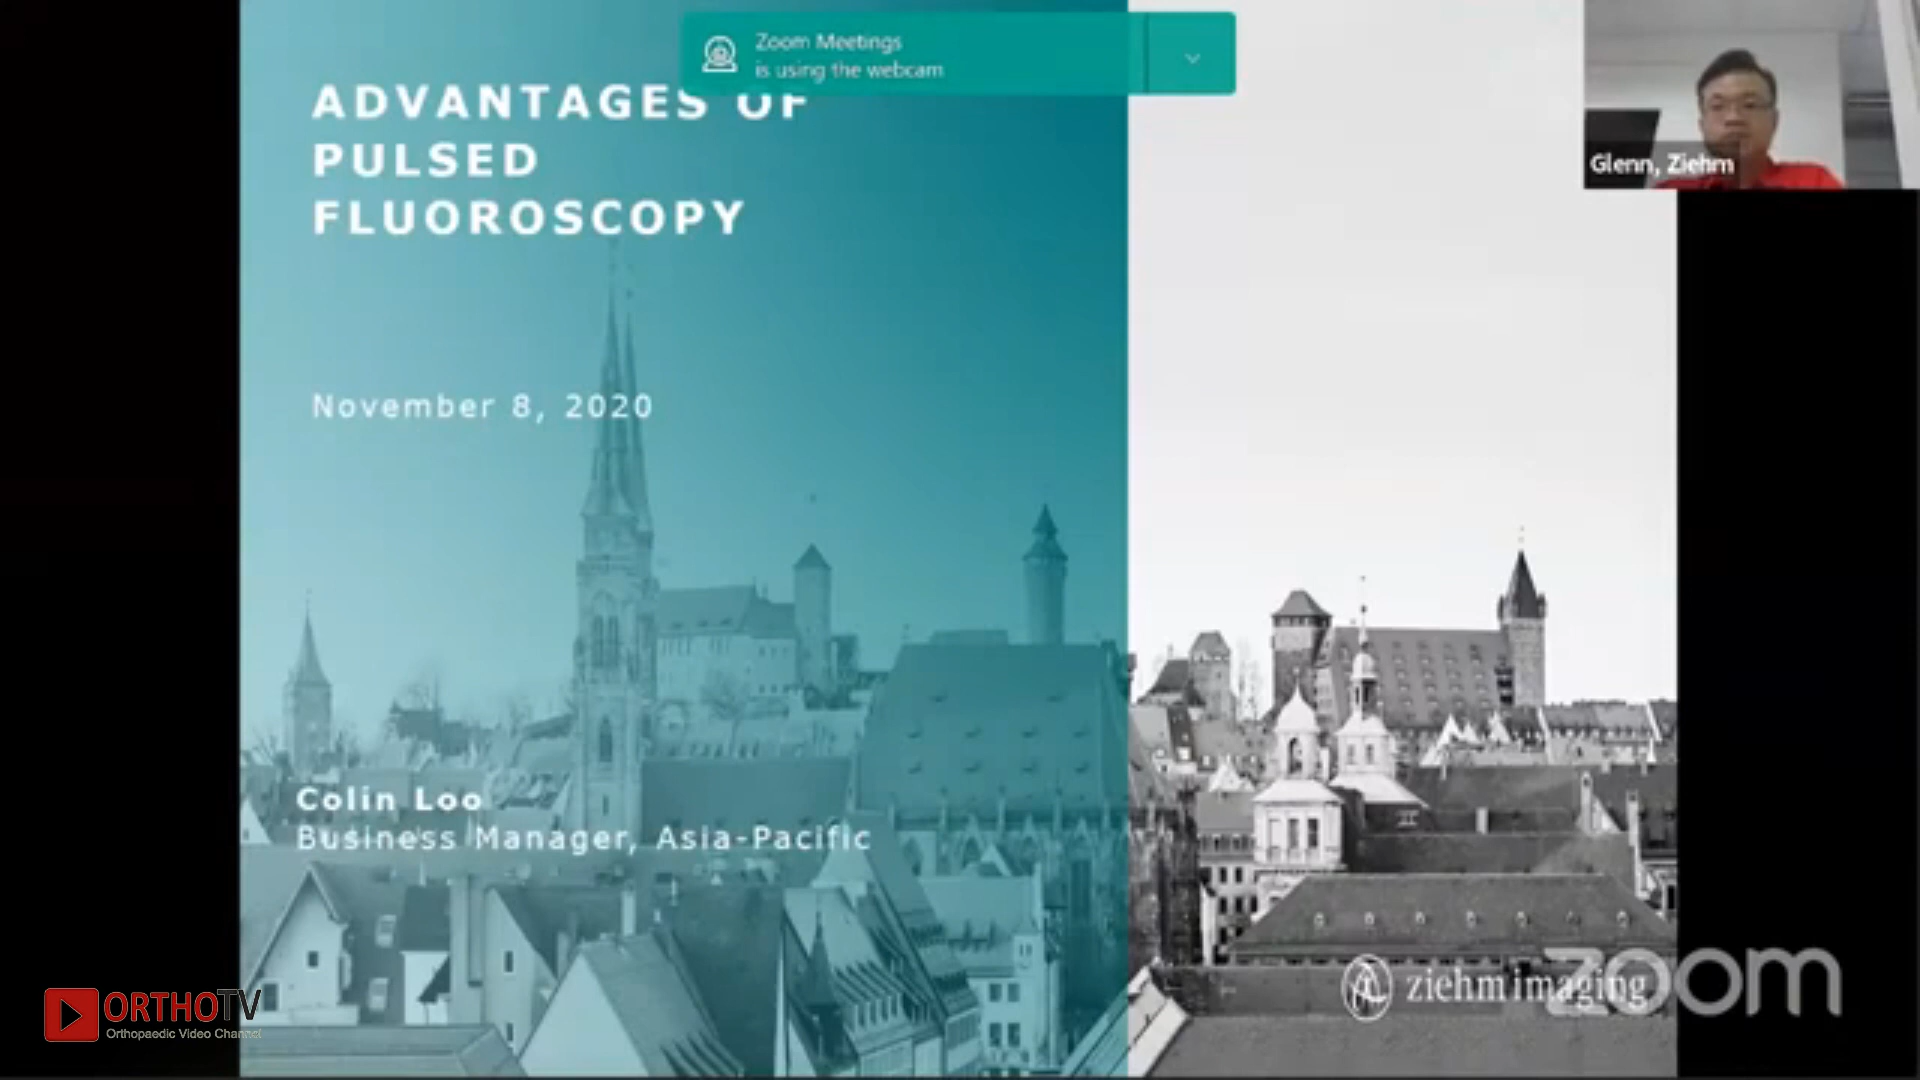 Zoom Meetings
is using the webcam
ADVANTAGES OF
PULSED
FLUOROSCOPY
Glenn, Ziehm
November 8, 2020
Colin Loo
Business Manager, Asia-Pacific
ziehm imaging
zoom
ORTHOTV
Orthopaedic Video Channel